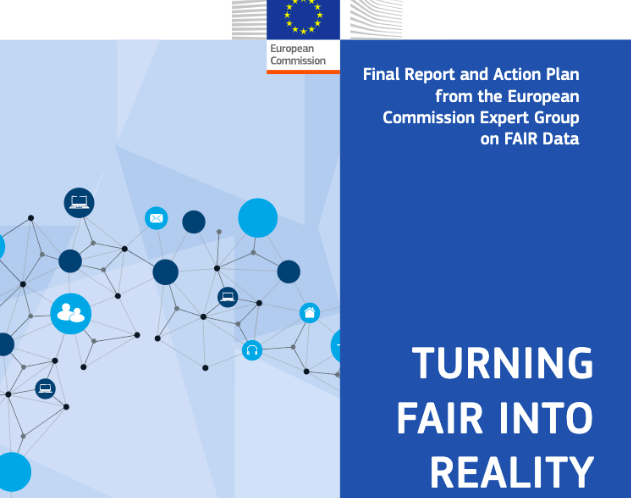 European
Commission
Final Report and Action Plan
from the European
Commission Expert Group
on FAIR Data
TURNING
FAIR INTO
REALITY